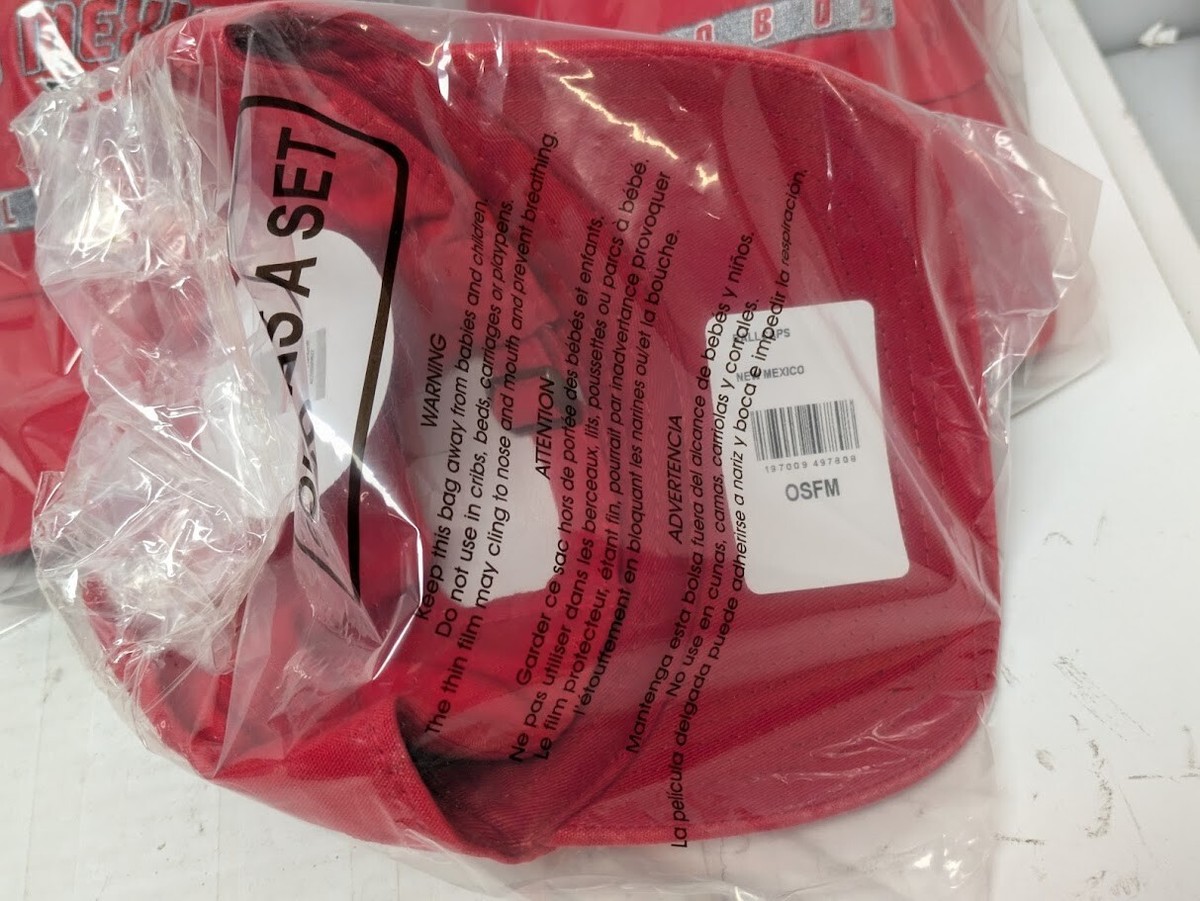 MEXI
O B O S
AS A SET
WARNING
Keep this bag away from babies and children.
Do not use in cribs, beds, carriages or playpens.
The thin film may cling to nose and mouth and prevent breathing.
ATTENTION
Garder ce sac hors de portée des bébés et enfants.
Ne pas utiliser dans les berceaux, lits, poussettes ou parcs à bébé.
Le film protecteur, étant fin, pourrait par inadvertance provoquer
l'étouffement en bloquant les narines ou/et la bouche.
ADVERTENCIA
Mantenga esta bolsa fuera del alcance de bebés y niños.
No use en cunas, camas, carriolas y corrales.
La película delgada puede adherirse a nariz y boca e impedir la respiración.
NEW MEXICO
197009 497808
OSFM